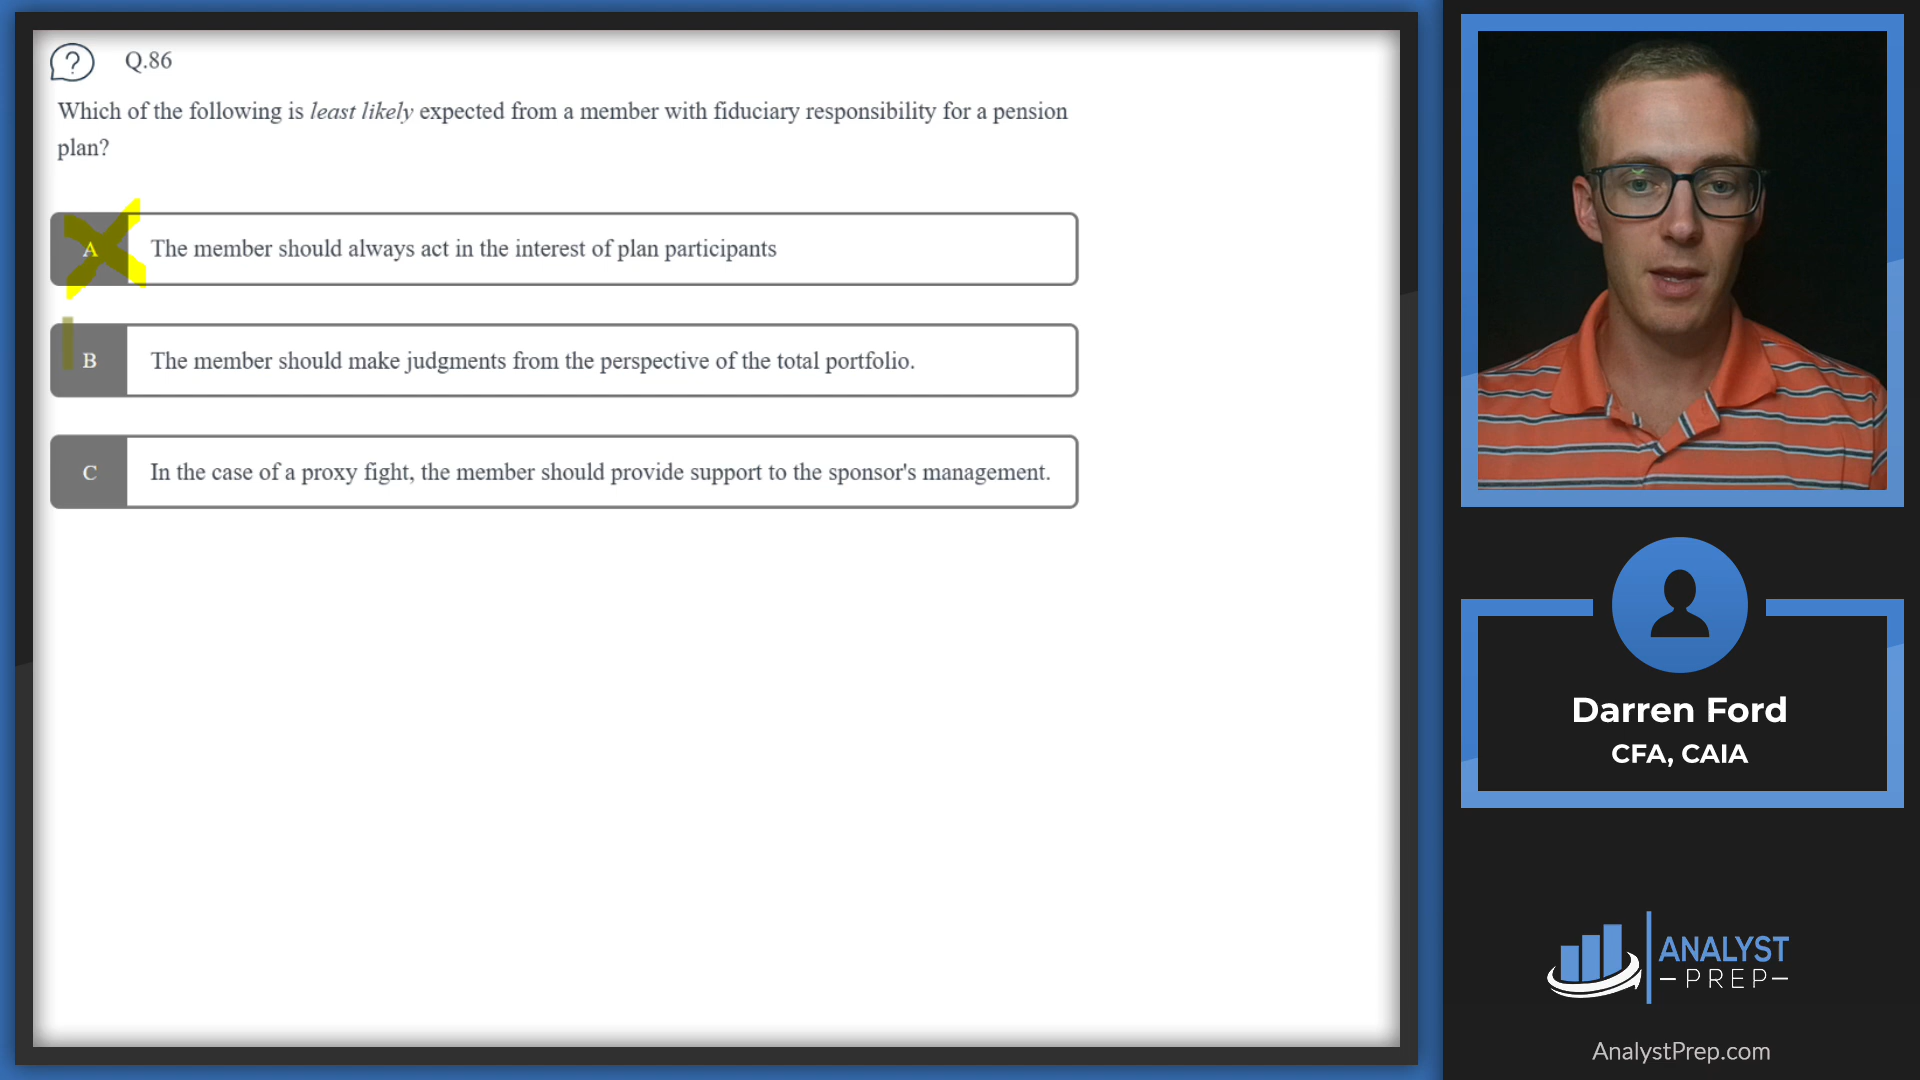 ?
Q.86
Which of the following is least likely expected from a member with fiduciary responsibility for a pension
plan?
A
The member should always act in the interest of plan participants
B
The member should make judgments from the perspective of the total portfolio.
C
In the case of a proxy fight, the member should provide support to the sponsor's management.
Darren Ford
CFA, CAIA
ANALYST
PREP
AnalystPrep.com